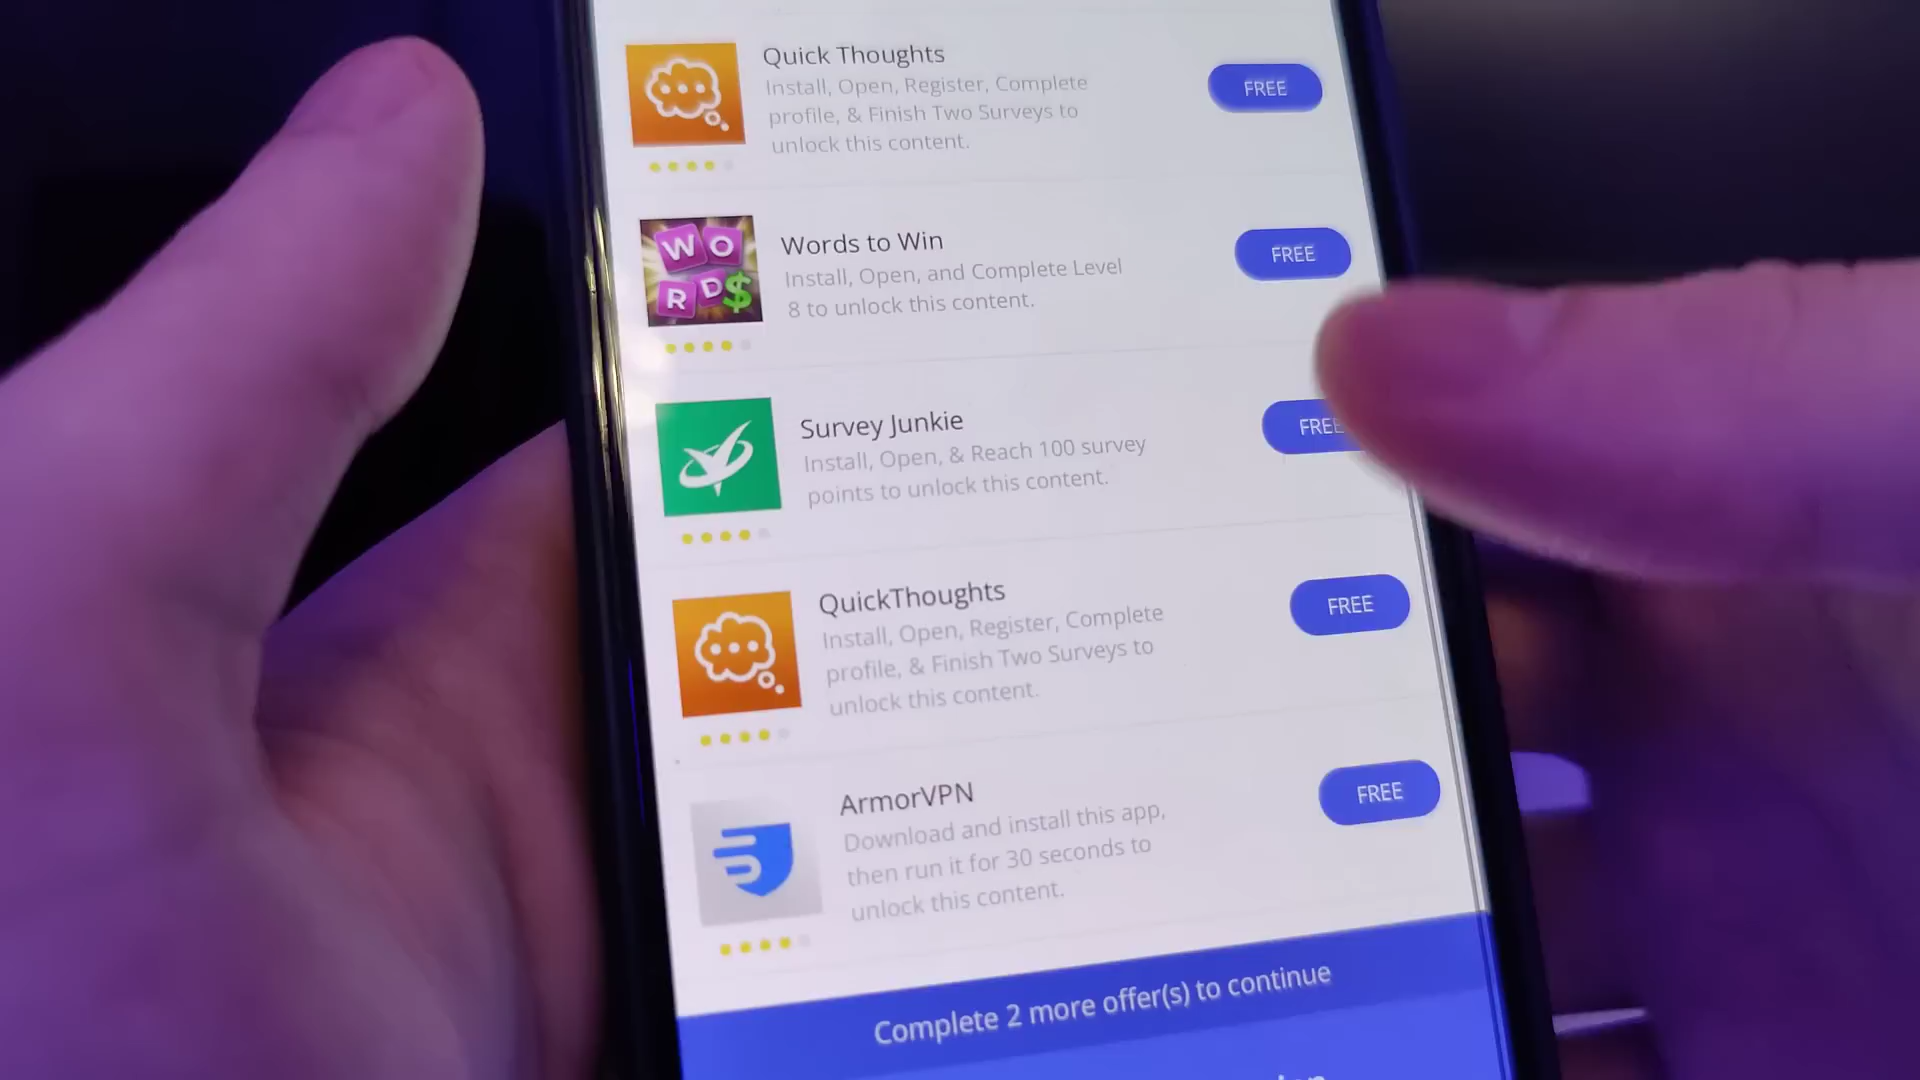 Quick Thoughts
Install, Open, Register, Complete
profile, & Finish Two Surveys to
unlock this content.
FREE
Words to Win
Install, Open, and Complete Level
8 to unlock this content.
FREE
W O
R D $
Survey Junkie
Install, Open, & Reach 100 survey
points to unlock this content.
FREE
QuickThoughts
Install, Open, Register, Complete
profile, & Finish Two Surveys to
unlock this content.
FREE
ArmorVPN
Download and install this app,
then run it for 30 seconds to
unlock this content.
FREE
Complete 2 more offer(s) to continue